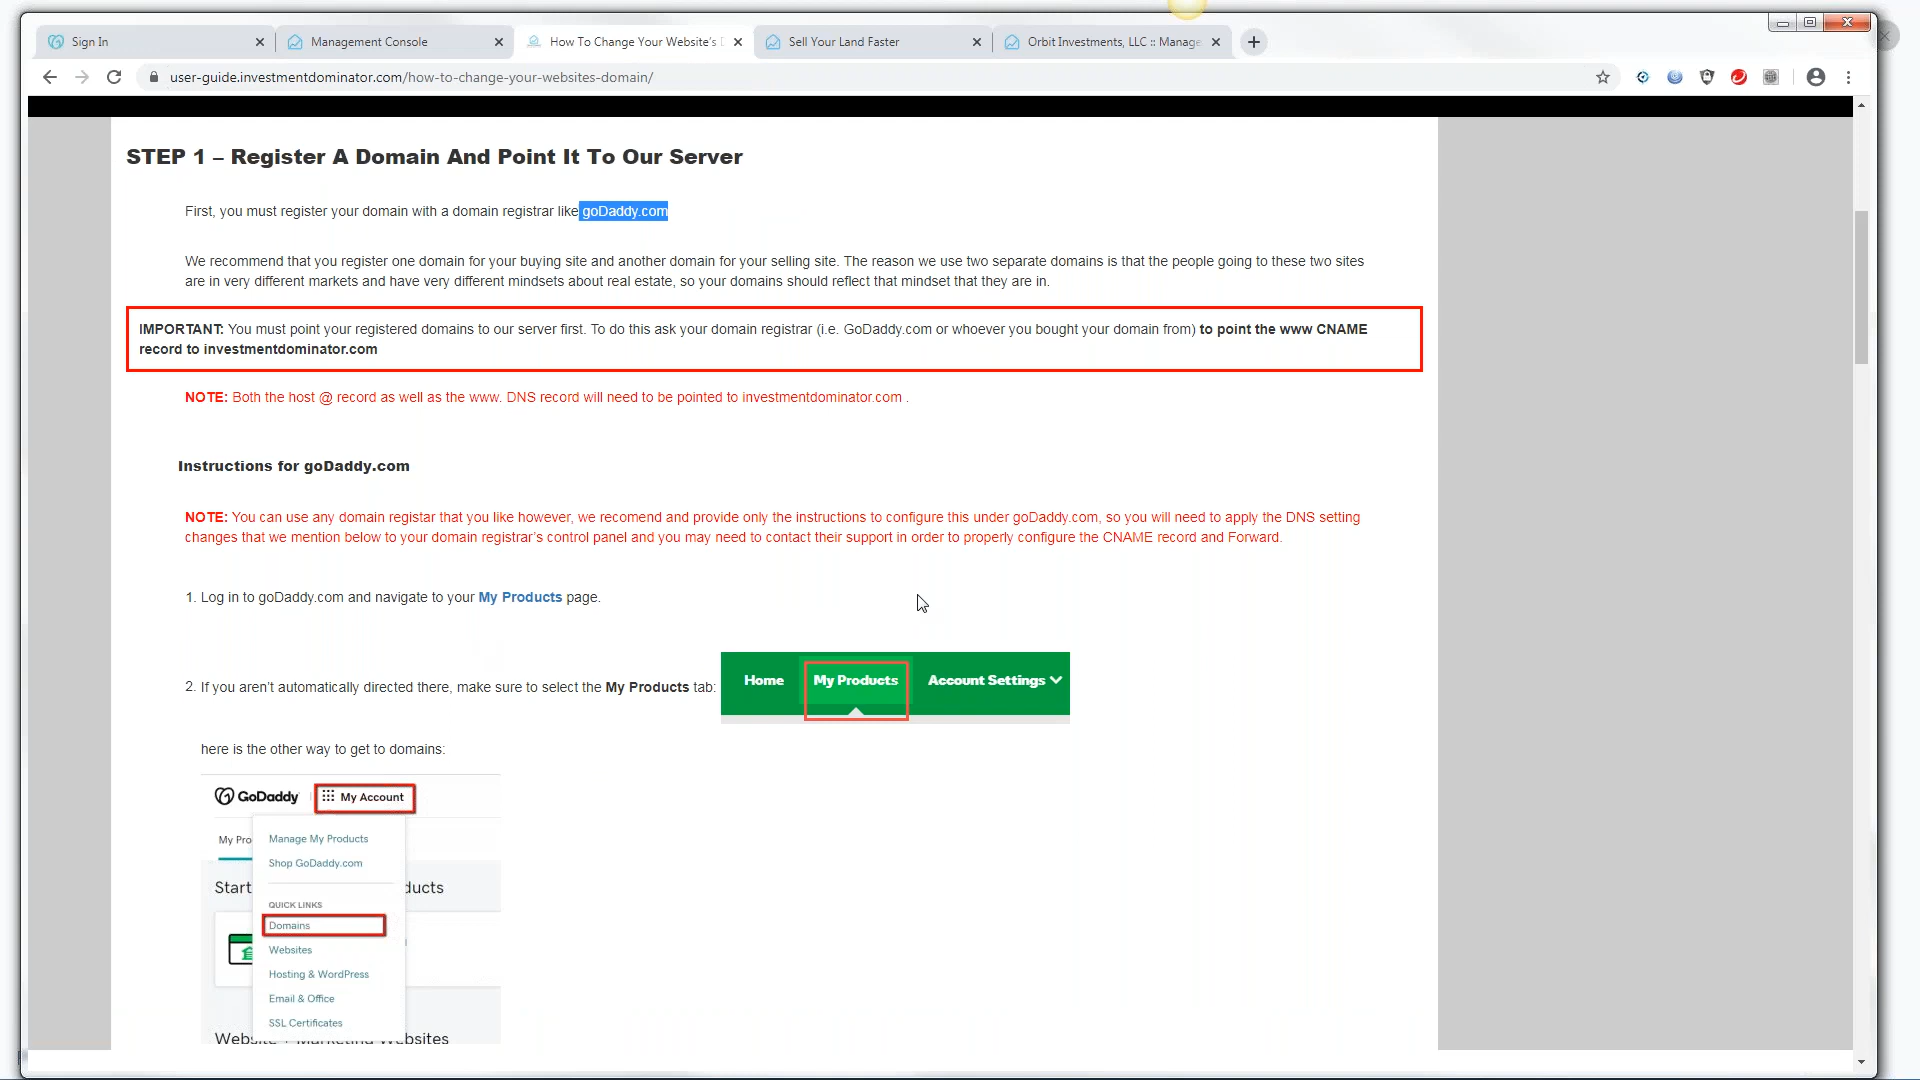 Sign In
Management Console
How To Change Your Website's
Sell Your Land Faster
Orbit Investments, LLC :: Manage
user-guide.investmentdominator.com/how-to-change-your-websites-domain/
STEP 1 – Register A Domain And Point It To Our Server
First, you must register your domain with a domain registrar like goDaddy.com
We recommend that you register one domain for your buying site and another domain for your selling site. The reason we use two separate domains is that the people going to these two sites
are in very different markets and have very different mindsets about real estate, so your domains should reflect that mindset that they are in.
IMPORTANT: You must point your registered domains to our server first. To do this ask your domain registrar (i.e. GoDaddy.com or whoever you bought your domain from) to point the www CNAME
record to investmentdominator.com
NOTE: Both the host @ record as well as the www. DNS record will need to be pointed to investmentdominator.com .
Instructions for goDaddy.com
NOTE: You can use any domain registar that you like however, we recomend and provide only the instructions to configure this under goDaddy.com, so you will need to apply the DNS setting
changes that we mention below to your domain registrar's control panel and you may need to contact their support in order to properly configure the CNAME record and Forward.
1. Log in to goDaddy.com and navigate to your My Products page.
Home My Products Account Settings
2. If you aren't automatically directed there, make sure to select the My Products tab:
here is the other way to get to domains:
GoDaddy My Account
My Pro
Manage My Products
Shop GoDaddy.com
Start ducts
QUICK LINKS
Domains
Websites
Hosting & WordPress
Email & Office
SSL Certificates